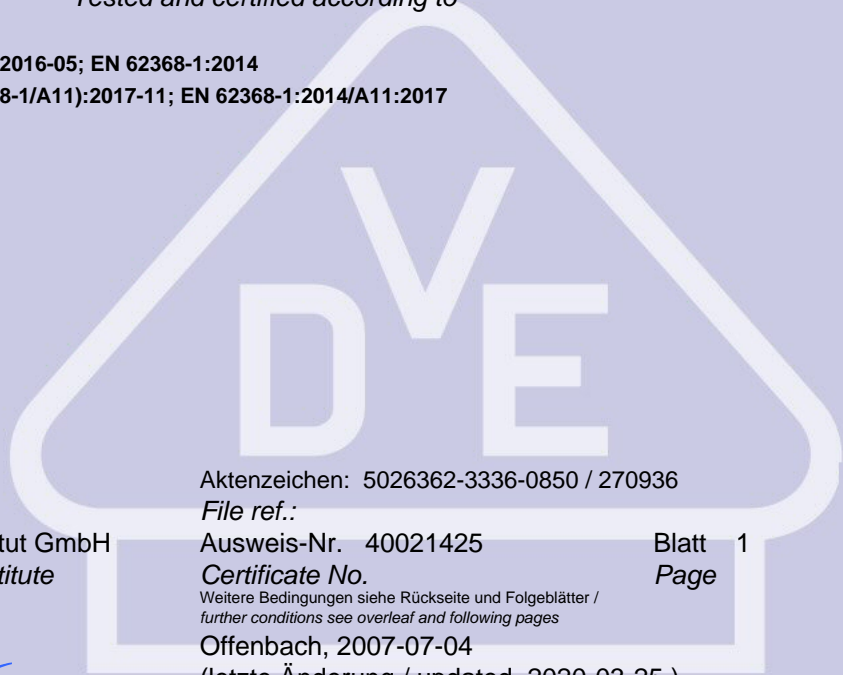 Tested and certified according to
2016-05; EN 62368-1:2014
8-1/A11):2017-11; EN 62368-1:2014/A11:2017
VDE
Aktenzeichen: 5026362-3336-0850 / 270936
File ref.:
tut GmbH Ausweis-Nr. 40021425 Blatt 1
titute Certificate No. Page
Weitere Bedingungen siehe Rückseite und Folgeblätter /
further conditions see overleaf and following pages
Offenbach, 2007-07-04
(letzte Änderung / updated 2020-03-25 )